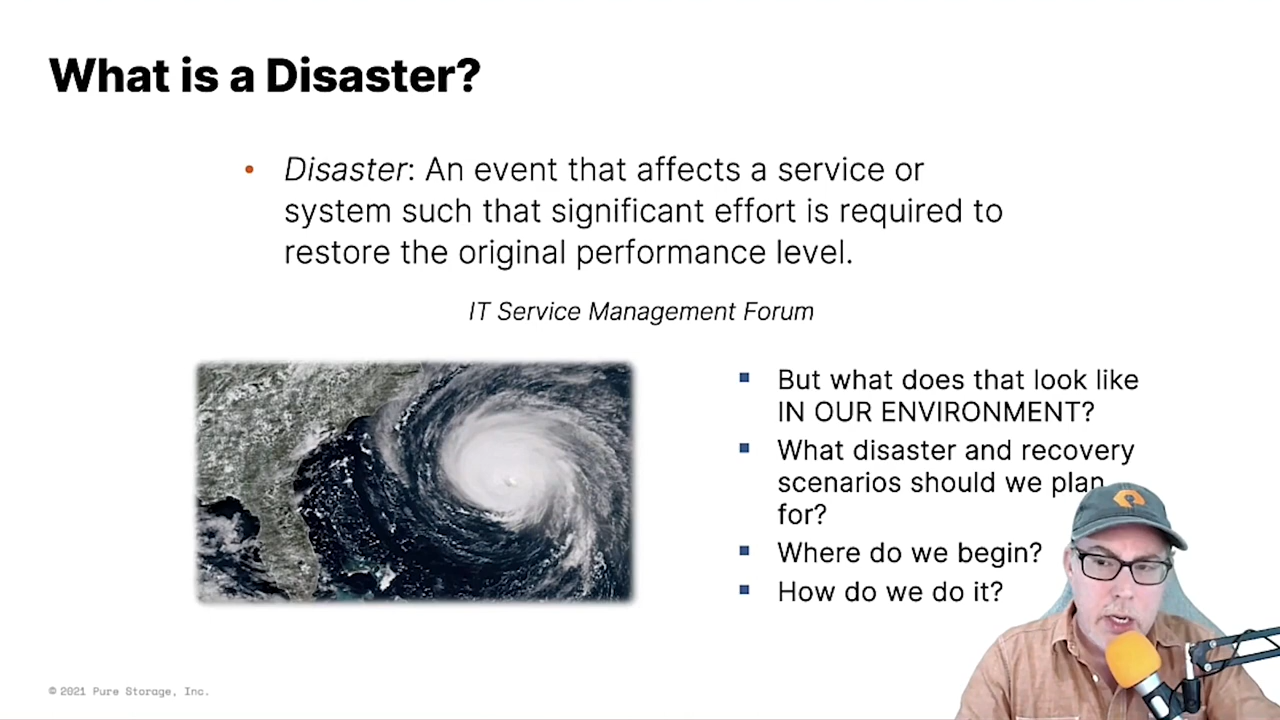 What is a Disaster?
• Disaster: An event that affects a service or
system such that significant effort is required to
restore the original performance level.
IT Service Management Forum
▪ But what does that look like
IN OUR ENVIRONMENT?
▪ What disaster and recovery
scenarios should we plan
for?
▪ Where do we begin?
▪ How do we do it?
© 2021 Pure Storage, Inc.